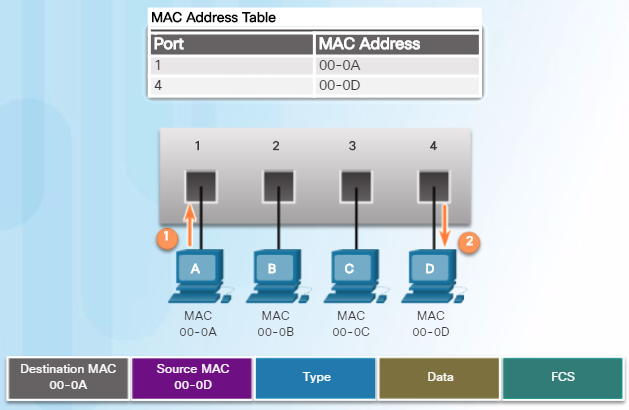 MAC Address Table
Port MAC Address
1 00-0A
4 00-0D
1 2 3 4
1 2
A B C D
MAC MAC MAC MAC
00-0A 00-0B 00-0C 00-0D
Destination MAC Source MAC Type Data FCS
00-0A 00-0D